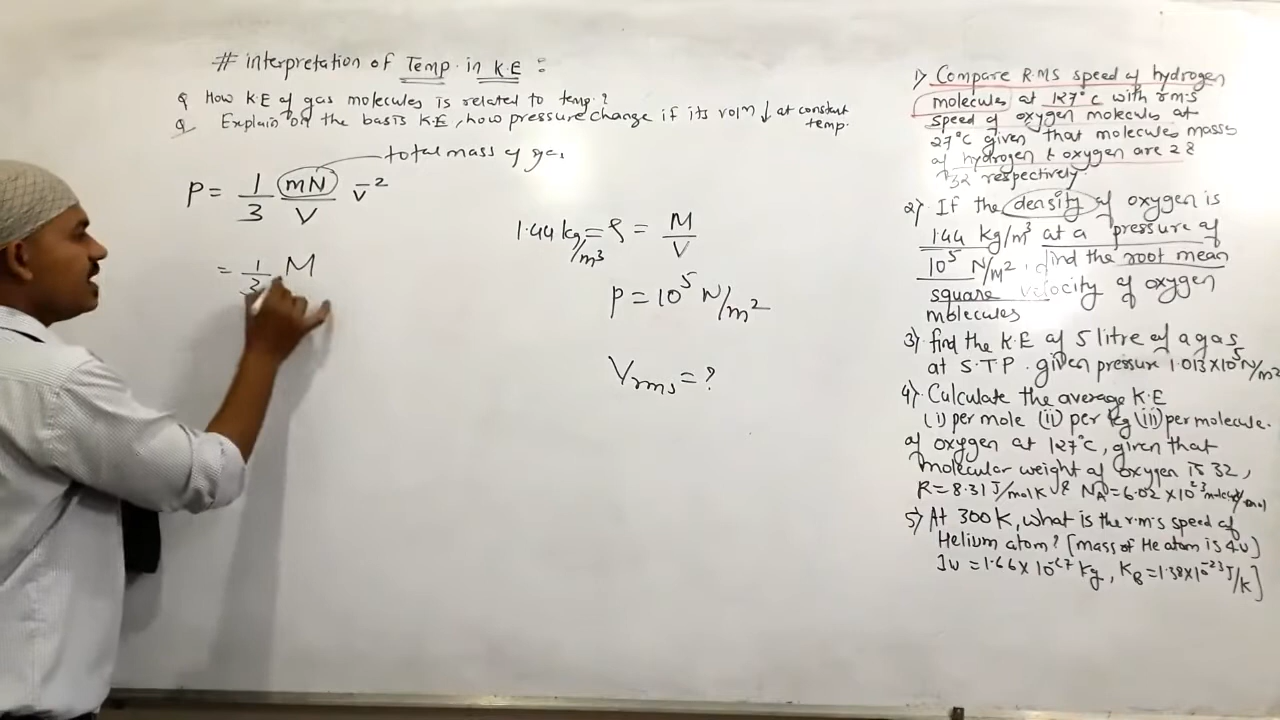 # interpretation of Temp. in K.E :
Q How K.E of gas molecules is related to temp.?
Q Explain on the basis K.E, how pressure change if its volm ↓ at constant temp.
total mass of gas
P = 1/3 mN/V v̄²
= 1/3 M
1.44 kg/m³ = ρ = M/V
P = 10⁵ N/m²
Vrms = ?
1) Compare R.M.S speed of hydrogen
molecules at 127°C with r.m.s
speed of oxygen molecules at
27°C given that molecules masses
of hydrogen & oxygen are 2 &
32 respectively.
2) If the density of oxygen is
1.44 kg/m³ at a pressure of
10⁵ N/m², find the root mean
square velocity of oxygen
molecules
3) find the K.E of 5 litre of a gas
at S.T.P. given pressure 1.013×10⁵ N/m²
4) Calculate the average K.E
(i) per mole (ii) per kg (iii) per molecule.
of oxygen at 127°C, given that
molecular weight of oxygen is 32,
R = 8.31 J/mol K & N_A = 6.02 × 10²³
5) At 300 K, what is the r.m.s speed of
Helium atom? [mass of He atom is 4u]
1u = 1.66 × 10⁻²⁷ kg, K_B = 1.38×10⁻²³ J/K]